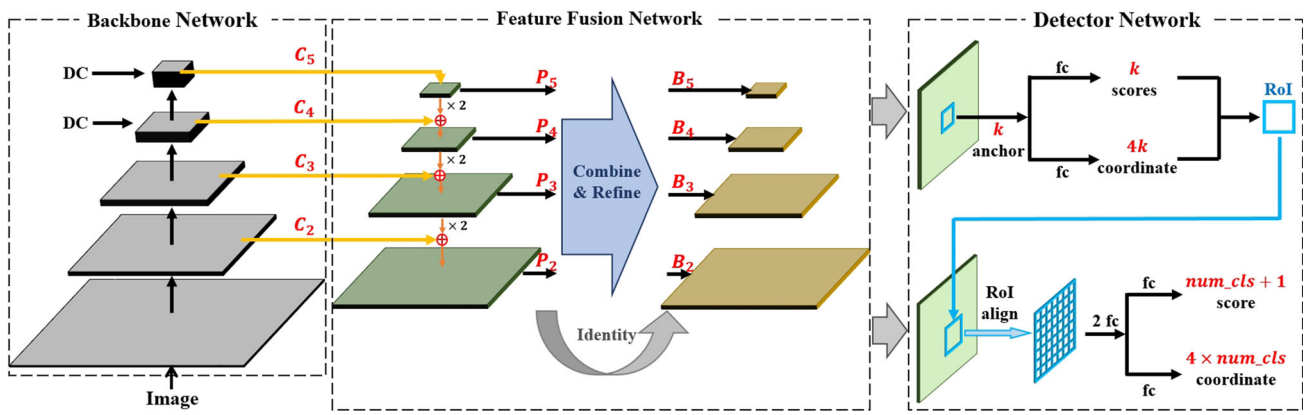 Backbone Network
DC
DC
C₅
C₄
C₃
C₂
Image
Feature Fusion Network
× 2
× 2
× 2
P₅
P₄
P₃
P₂
Combine
& Refine
Identity
B₅
B₄
B₃
B₂
Detector Network
k
anchor
fc
k
scores
fc
4k
coordinate
RoI
RoI
align
2 fc
fc
num_cls + 1
score
fc
4 × num_cls
coordinate